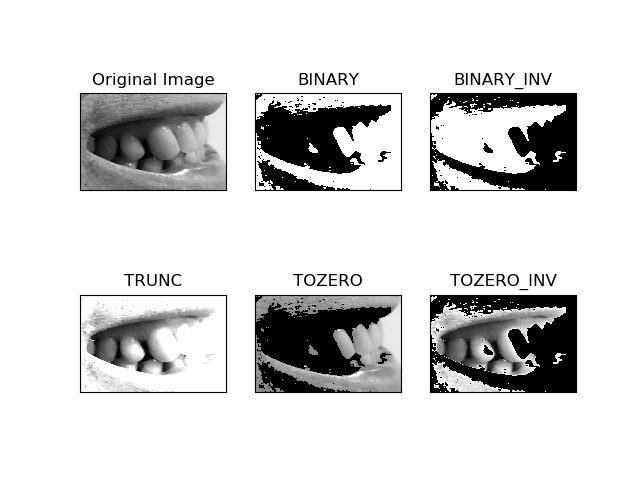 Original Image
BINARY
BINARY_INV
TRUNC
TOZERO
TOZERO_INV